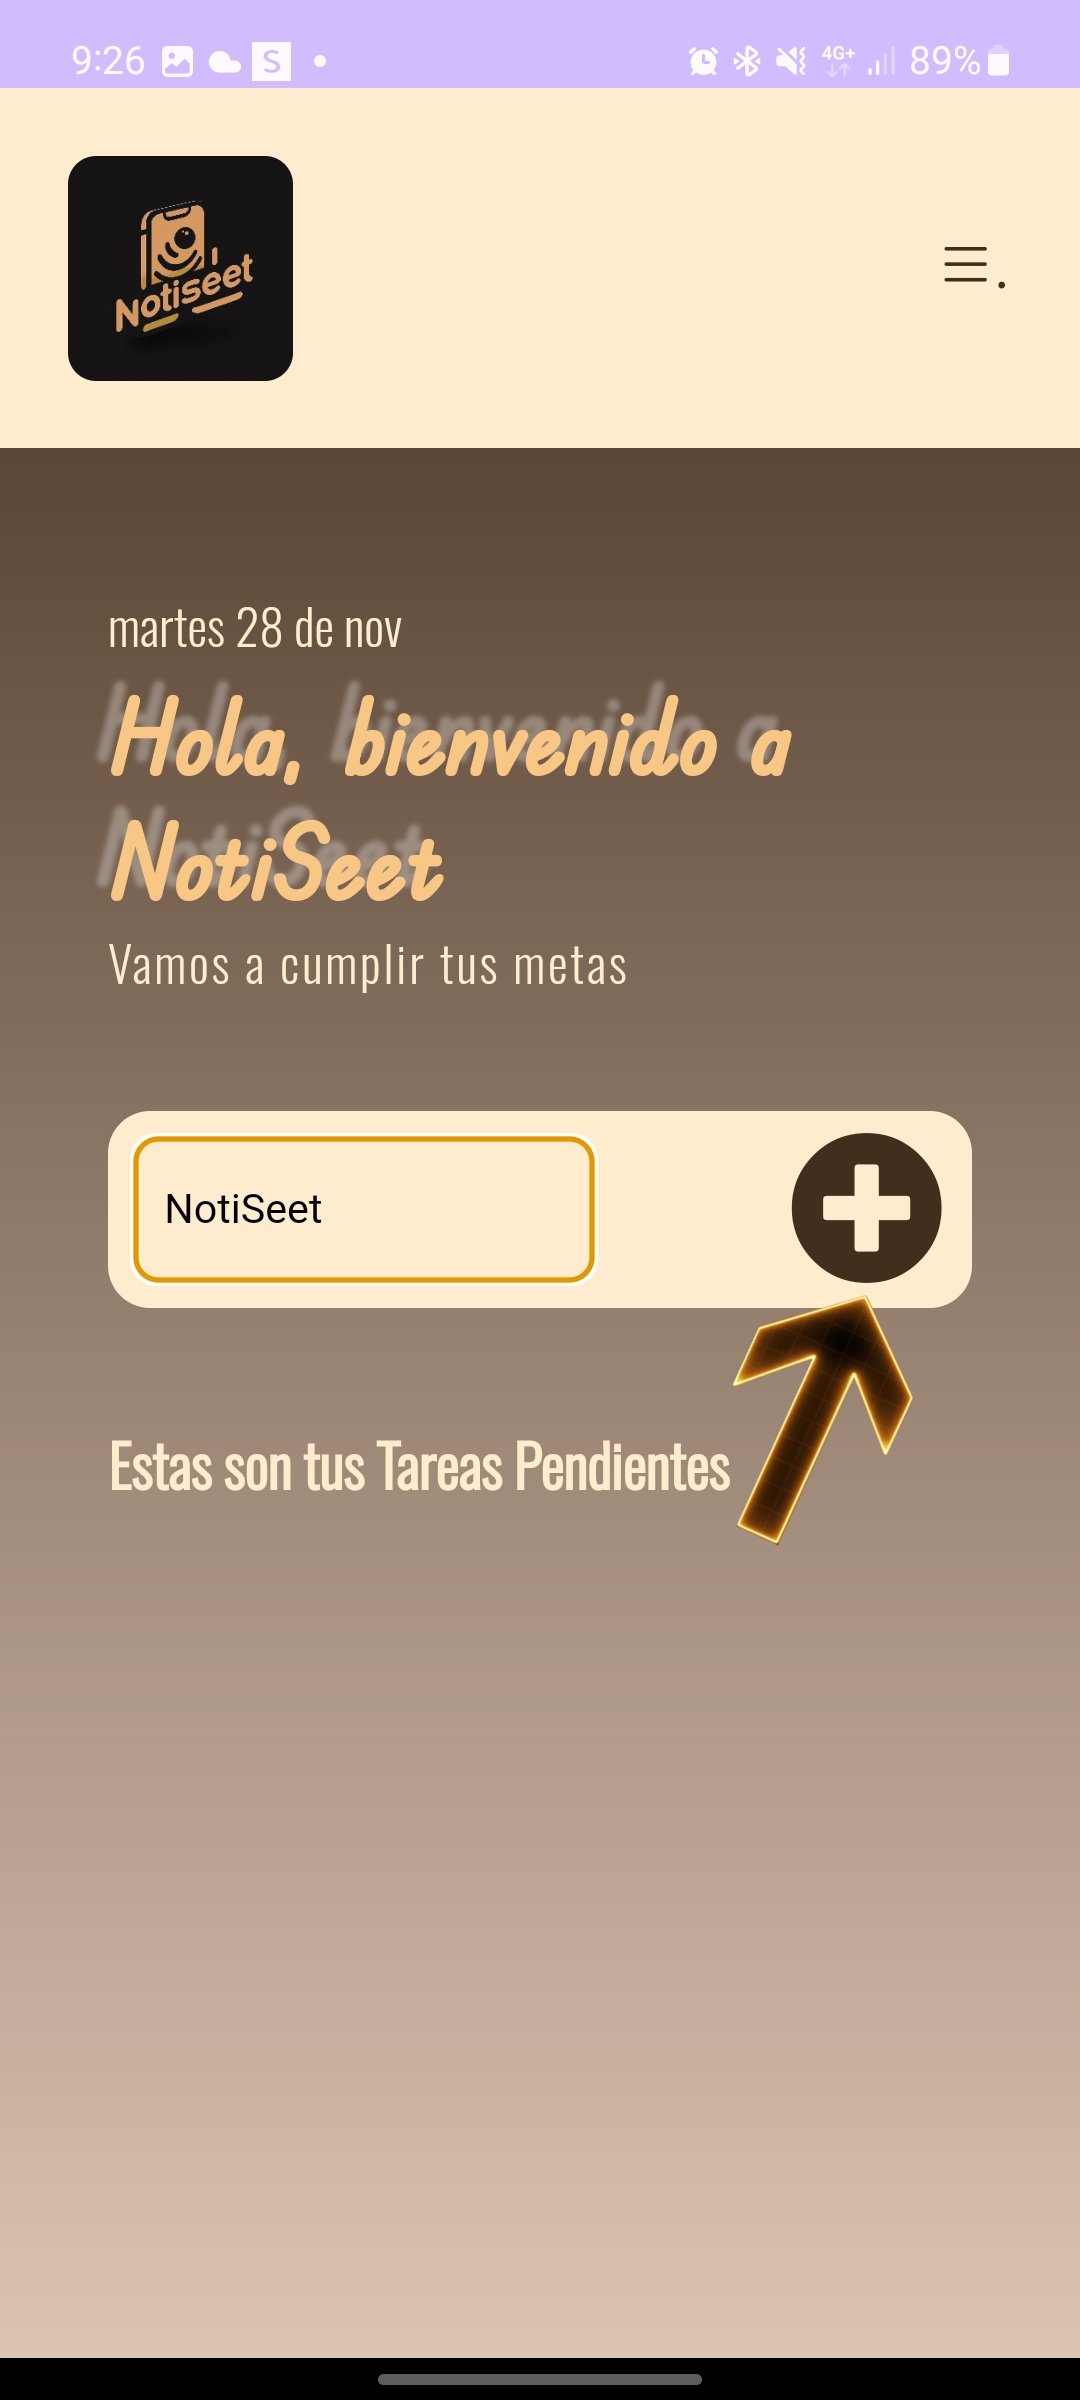 9:26 S 4G+ 89%
Notiseet
martes 28 de nov
Hola, bienvenido a
NotiSeet
Vamos a cumplir tus metas
NotiSeet
Estas son tus Tareas Pendientes